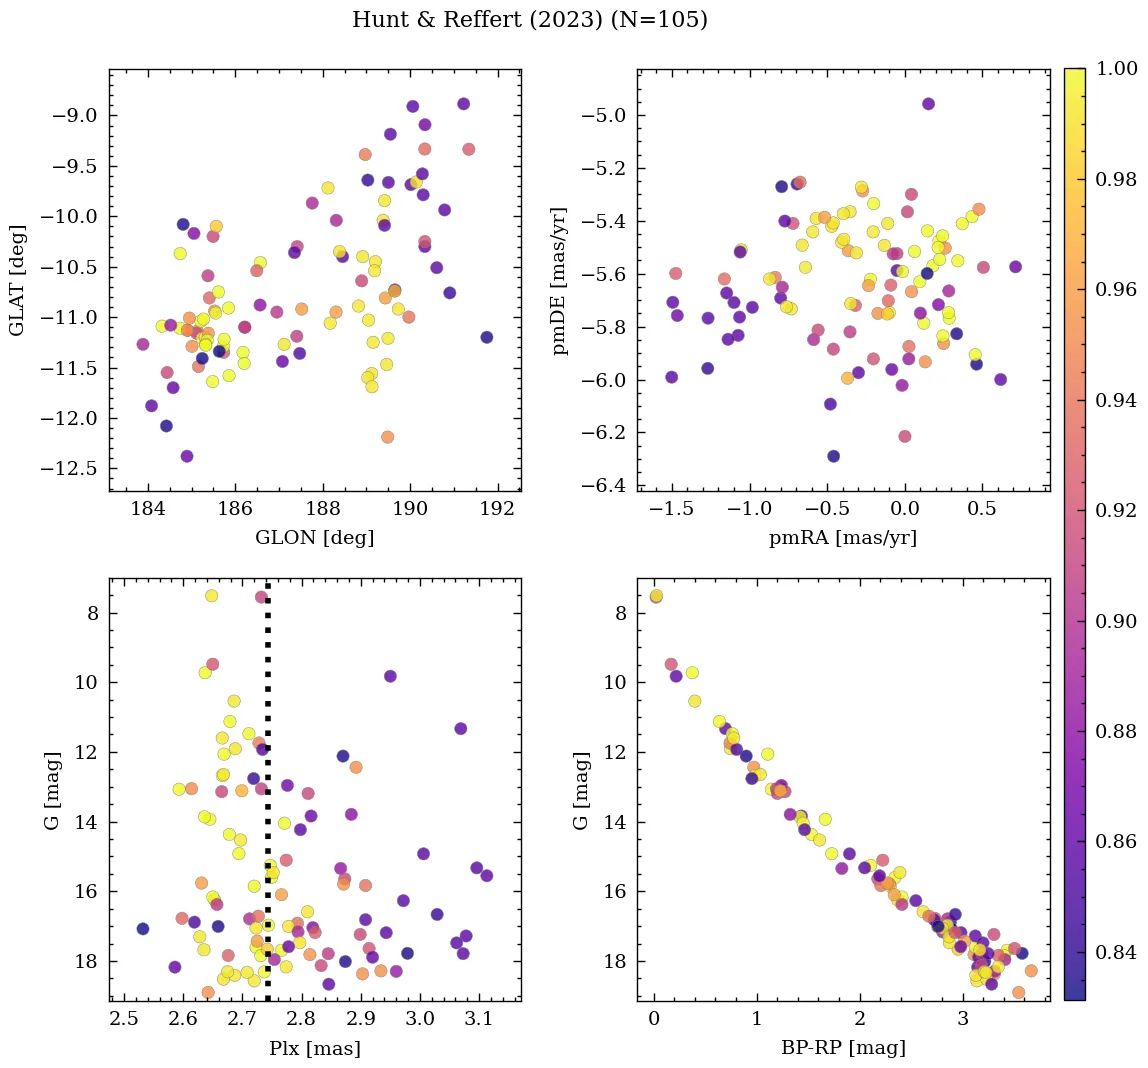 Hunt & Reffert (2023) (N=105)
−9.0
−9.5
−10.0
−10.5
−11.0
−11.5
−12.0
−12.5
GLAT [deg]
184 186 188 190 192
GLON [deg]
−5.0
−5.2
−5.4
−5.6
−5.8
−6.0
−6.2
−6.4
pmDE [mas/yr]
−1.5 −1.0 −0.5 0.0 0.5
pmRA [mas/yr]
1.00
0.98
0.96
0.94
0.92
0.90
0.88
0.86
0.84
8
10
12
14
16
18
G [mag]
2.5 2.6 2.7 2.8 2.9 3.0 3.1
Plx [mas]
8
10
12
14
16
18
G [mag]
0 1 2 3
BP-RP [mag]